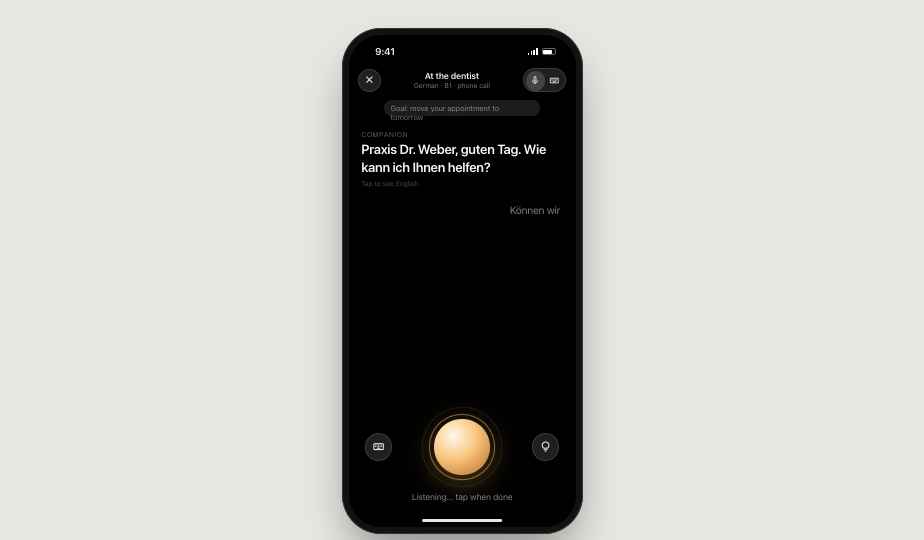 9:41
At the dentist
German · B1 · phone call
Goal: move your appointment to
tomorrow
COMPANION
Praxis Dr. Weber, guten Tag. Wie
kann ich Ihnen helfen?
Tap to see English
Können wir
Listening... tap when done